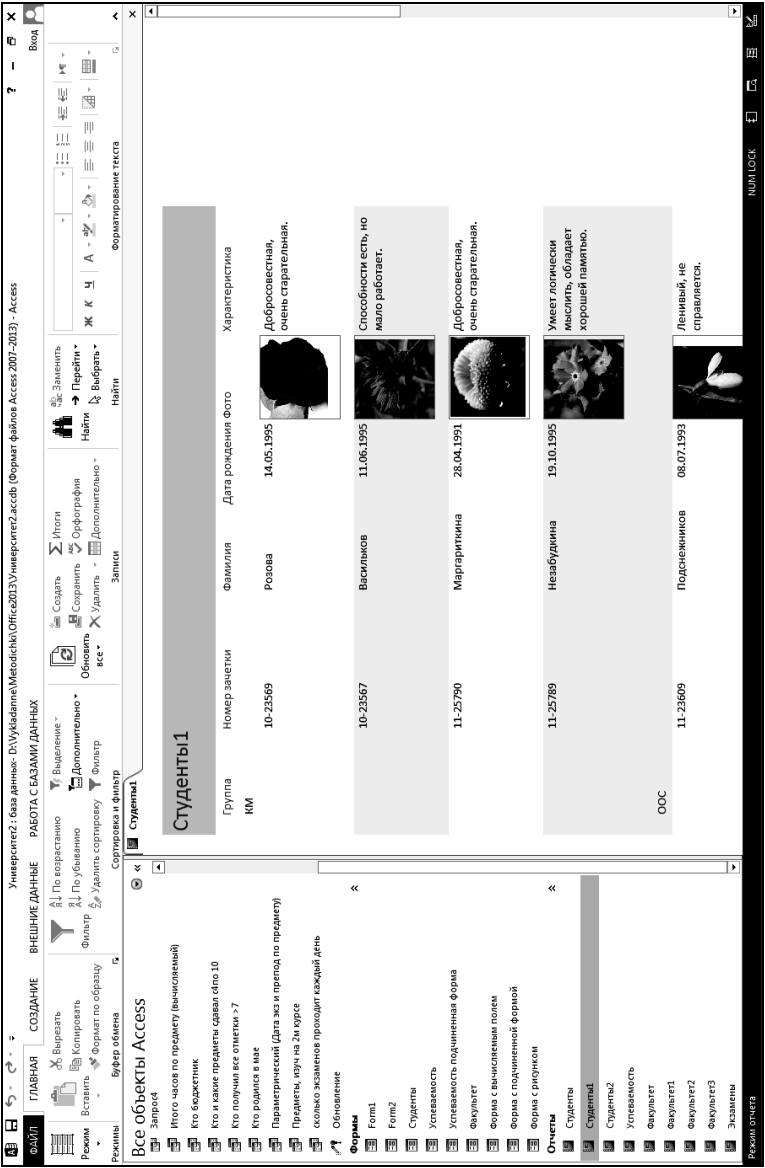 Университет2 : база данных- D:\Vykladanne\Metodichki\Office2013\Университет2.accdb (Формат файлов Access 2007–2013) - Access
ФАЙЛ ГЛАВНАЯ СОЗДАНИЕ ВНЕШНИЕ ДАННЫЕ РАБОТА С БАЗАМИ ДАННЫХ Вход
Режим
Режимы
Вставить
Вырезать
Копировать
Формат по образцу
Буфер обмена
Фильтр
По возрастанию
По убыванию
Удалить сортировку
Выделение
Дополнительно
Фильтр
Сортировка и фильтр
Обновить
все
Создать
Сохранить
Удалить
Итоги
Орфография
Дополнительно
Записи
Найти
Заменить
Перейти
Выбрать
Найти
Ж К Ч А
Форматирование текста
Все объекты Access
Запрос4
Итого часов по предмету (вычисляемый)
Кто бюджетник
Кто и какие предметы сдавал с4по 10
Кто получил все отметки >7
Кто родился в мае
Параметрический (Дата экз и препод по предмету)
Предметы, изуч на 2м курсе
сколько экзаменов проходит каждый день
Обновление
Формы
Form1
Form2
Студенты
Успеваемость
Успеваемость подчиненная форма
Факультет
Форма с вычисляемым полем
Форма с подчиненной формой
Форма с рисунком
Отчеты
Студенты
Студенты1
Студенты2
Успеваемость
Факультет
Факультет1
Факультет2
Факультет3
Экзамены
Студенты1
Студенты1
Группа Номер зачетки Фамилия Дата рождения Фото Характеристика
КМ
10-23569 Розова 14.05.1995 Добросовестная,
очень старательная.
10-23567 Васильков 11.06.1995 Способности есть, но
мало работает.
11-25790 Маргариткина 28.04.1991 Добросовестная,
очень старательная.
11-25789 Незабудкина 19.10.1995 Умеет логически
мыслить, обладает
хорошей памятью.
ООС
11-23609 Подснежников 08.07.1993 Ленивый, не
справляется.
Режим отчета NUM LOCK